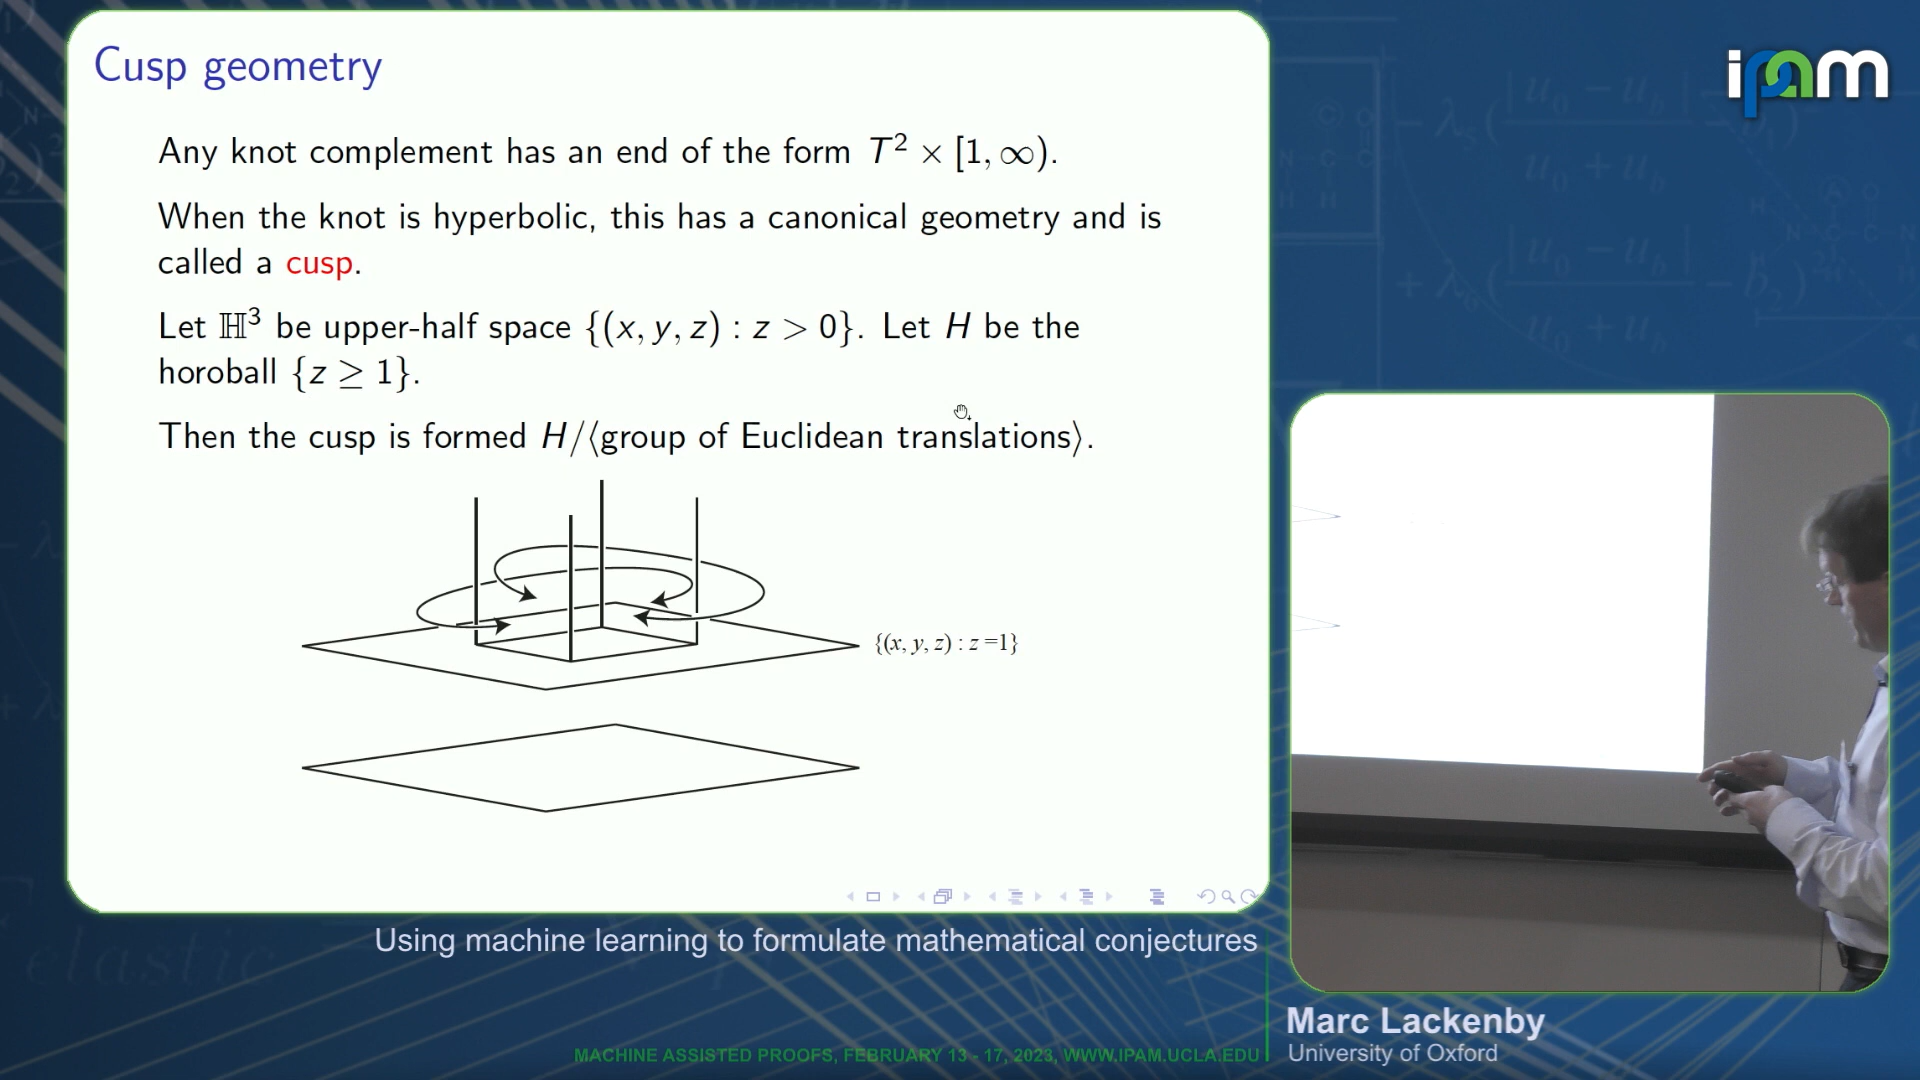 Cusp geometry
Any knot complement has an end of the form T² × [1, ∞).
When the knot is hyperbolic, this has a canonical geometry and is
called a cusp.
Let ℍ³ be upper-half space {(x, y, z) : z > 0}. Let H be the
horoball {z ≥ 1}.
Then the cusp is formed H/⟨group of Euclidean translations⟩.
{(x, y, z) : z =1}
ipam
Using machine learning to formulate mathematical conjectures
Marc Lackenby
University of Oxford
MACHINE ASSISTED PROOFS, FEBRUARY 13 - 17, 2023, WWW.IPAM.UCLA.EDU
elastic